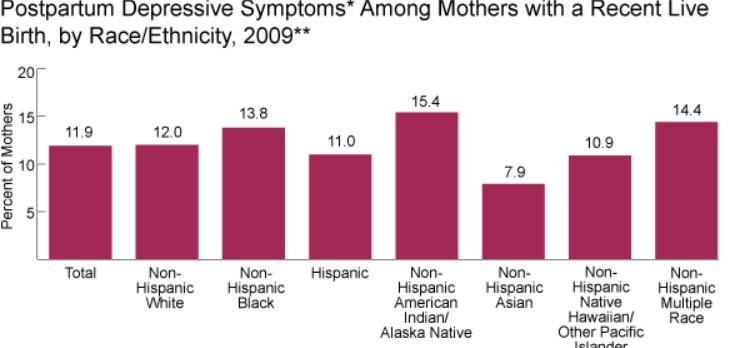 Postpartum Depressive Symptoms* Among Mothers with a Recent Live
Birth, by Race/Ethnicity, 2009**
Percent of Mothers
20
15
10
5
11.9
12.0
13.8
11.0
15.4
7.9
10.9
14.4
Total
Non-
Hispanic
White
Non-
Hispanic
Black
Hispanic
Non-
Hispanic
American
Indian/
Alaska Native
Non-
Hispanic
Asian
Non-
Hispanic
Native
Hawaiian/
Other Pacific
Islander
Non-
Hispanic
Multiple
Race